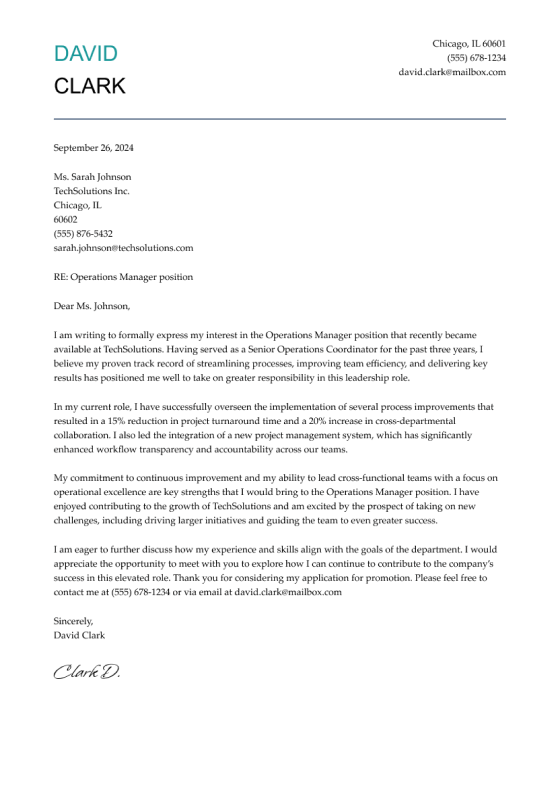 DAVID
CLARK
Chicago, IL 60601
(555) 678-1234
david.clark@mailbox.com
September 26, 2024
Ms. Sarah Johnson
TechSolutions Inc.
Chicago, IL
60602
(555) 876-5432
sarah.johnson@techsolutions.com
RE: Operations Manager position
Dear Ms. Johnson,
I am writing to formally express my interest in the Operations Manager position that recently became
available at TechSolutions. Having served as a Senior Operations Coordinator for the past three years, I
believe my proven track record of streamlining processes, improving team efficiency, and delivering key
results has positioned me well to take on greater responsibility in this leadership role.
In my current role, I have successfully overseen the implementation of several process improvements that
resulted in a 15% reduction in project turnaround time and a 20% increase in cross-departmental
collaboration. I also led the integration of a new project management system, which has significantly
enhanced workflow transparency and accountability across our teams.
My commitment to continuous improvement and my ability to lead cross-functional teams with a focus on
operational excellence are key strengths that I would bring to the Operations Manager position. I have
enjoyed contributing to the growth of TechSolutions and am excited by the prospect of taking on new
challenges, including driving larger initiatives and guiding the team to even greater success.
I am eager to further discuss how my experience and skills align with the goals of the department. I would
appreciate the opportunity to meet with you to explore how I can continue to contribute to the company's
success in this elevated role. Thank you for considering my application for promotion. Please feel free to
contact me at (555) 678-1234 or via email at david.clark@mailbox.com
Sincerely,
David Clark
Clark D.